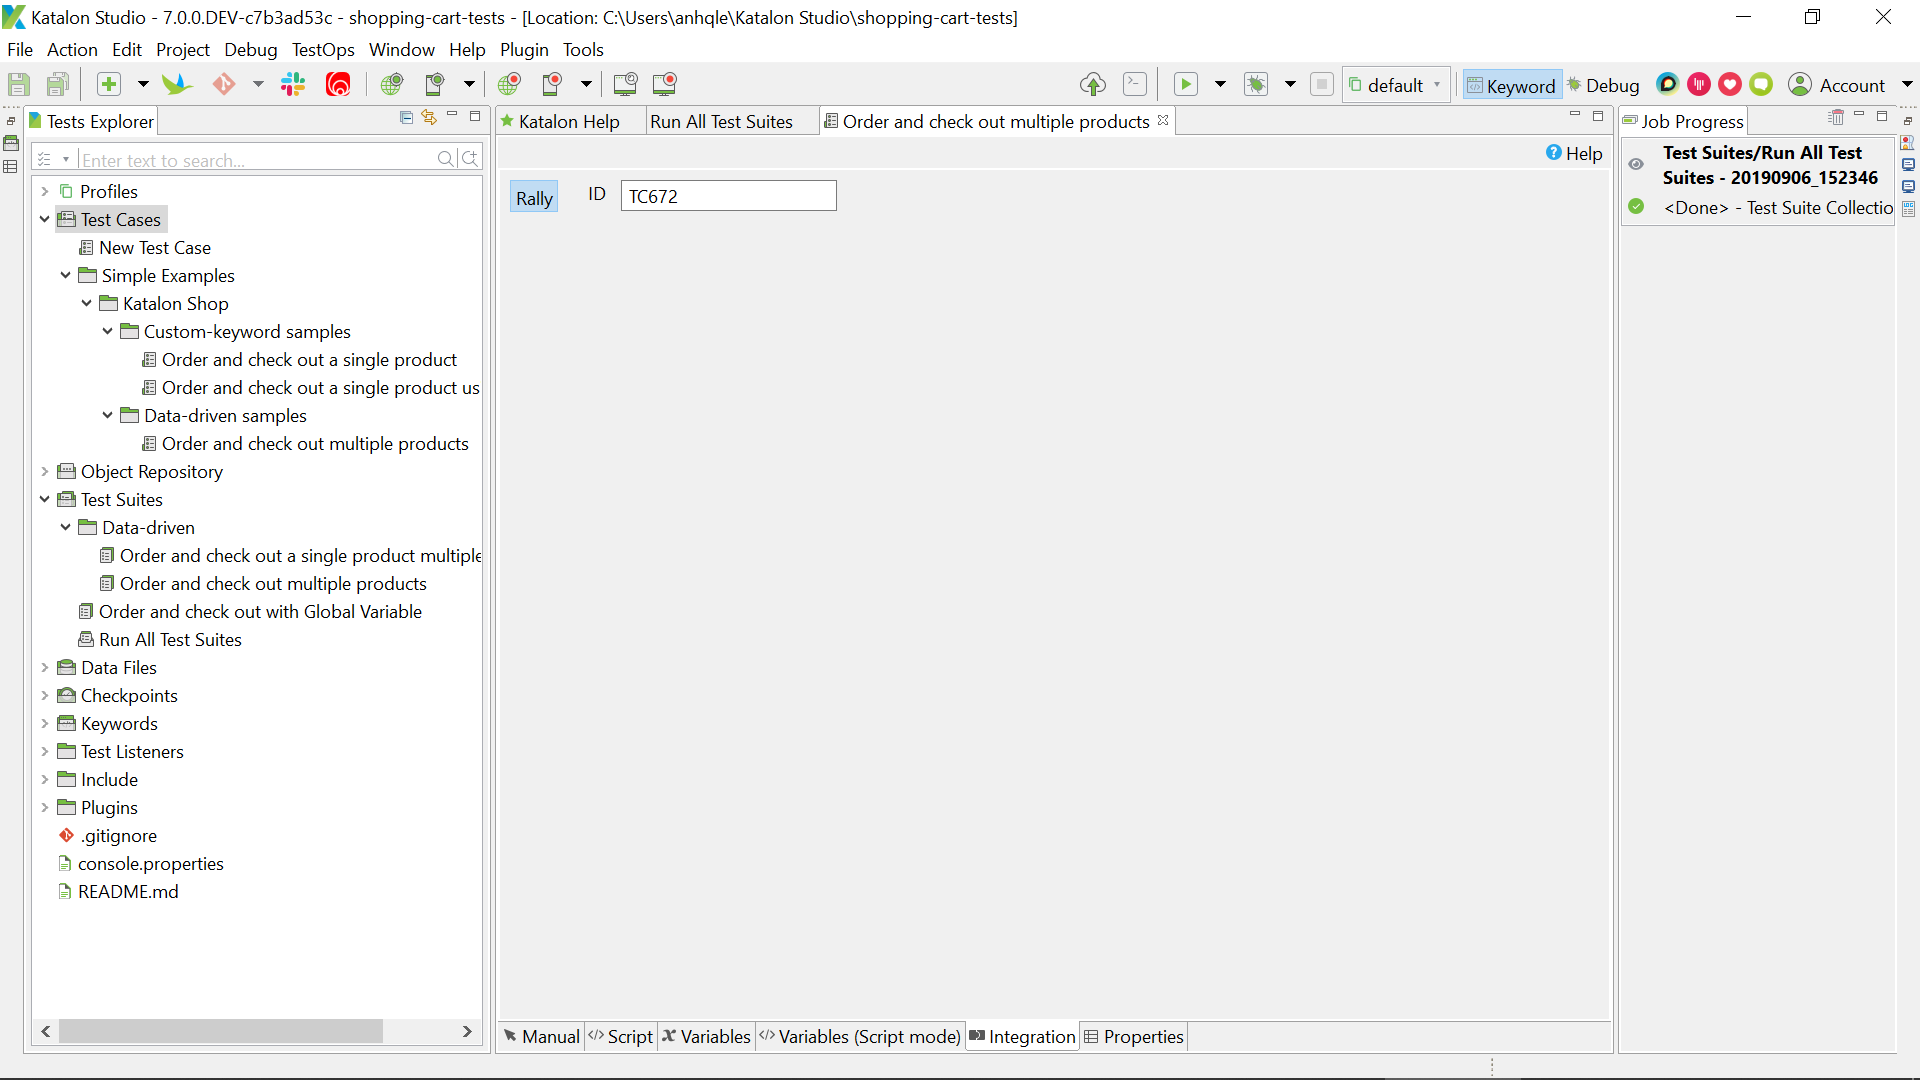 Katalon Studio - 7.0.0.DEV-c7b3ad53c - shopping-cart-tests - [Location: C:\Users\anhqle\Katalon Studio\shopping-cart-tests]
File Action Edit Project Debug TestOps Window Help Plugin Tools
default Keyword Debug Account
Tests Explorer
Enter text to search...
Profiles
Test Cases
New Test Case
Simple Examples
Katalon Shop
Custom-keyword samples
Order and check out a single product
Order and check out a single product us
Data-driven samples
Order and check out multiple products
Object Repository
Test Suites
Data-driven
Order and check out a single product multiple
Order and check out multiple products
Order and check out with Global Variable
Run All Test Suites
Data Files
Checkpoints
Keywords
Test Listeners
Include
Plugins
.gitignore
console.properties
README.md
Katalon Help Run All Test Suites Order and check out multiple products
Help
Rally ID TC672
Manual Script Variables Variables (Script mode) Integration Properties
Job Progress
Test Suites/Run All Test
Suites - 20190906_152346
<Done> - Test Suite Collectio